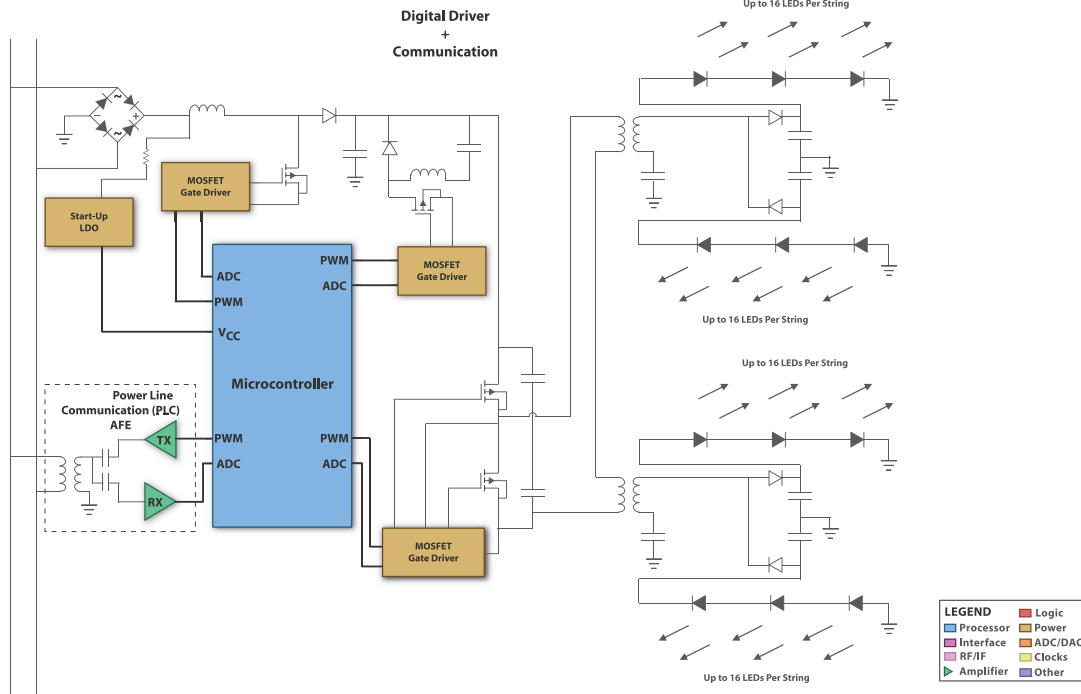 Digital Driver
+
Communication
Up to 16 LEDs Per String
~
−
+
~
MOSFET
Gate Driver
Start-Up
LDO
ADC
PWM
VCC
PWM
ADC
MOSFET
Gate Driver
Microcontroller
Up to 16 LEDs Per String
Up to 16 LEDs Per String
Power Line
Communication (PLC)
AFE
TX
RX
PWM
ADC
PWM
ADC
MOSFET
Gate Driver
Up to 16 LEDs Per String
LEGEND
Processor
Interface
RF/IF
Amplifier
Logic
Power
ADC/DAC
Clocks
Other